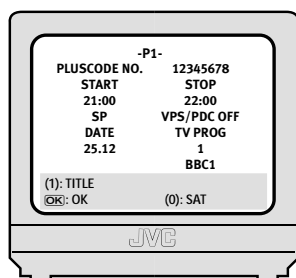 -P1-
PLUSCODE NO. 12345678
START STOP
21:00 22:00
SP VPS/PDC OFF
DATE TV PROG
25.12 1
BBC1
(1): TITLE
OK: OK (0): SAT
JVC